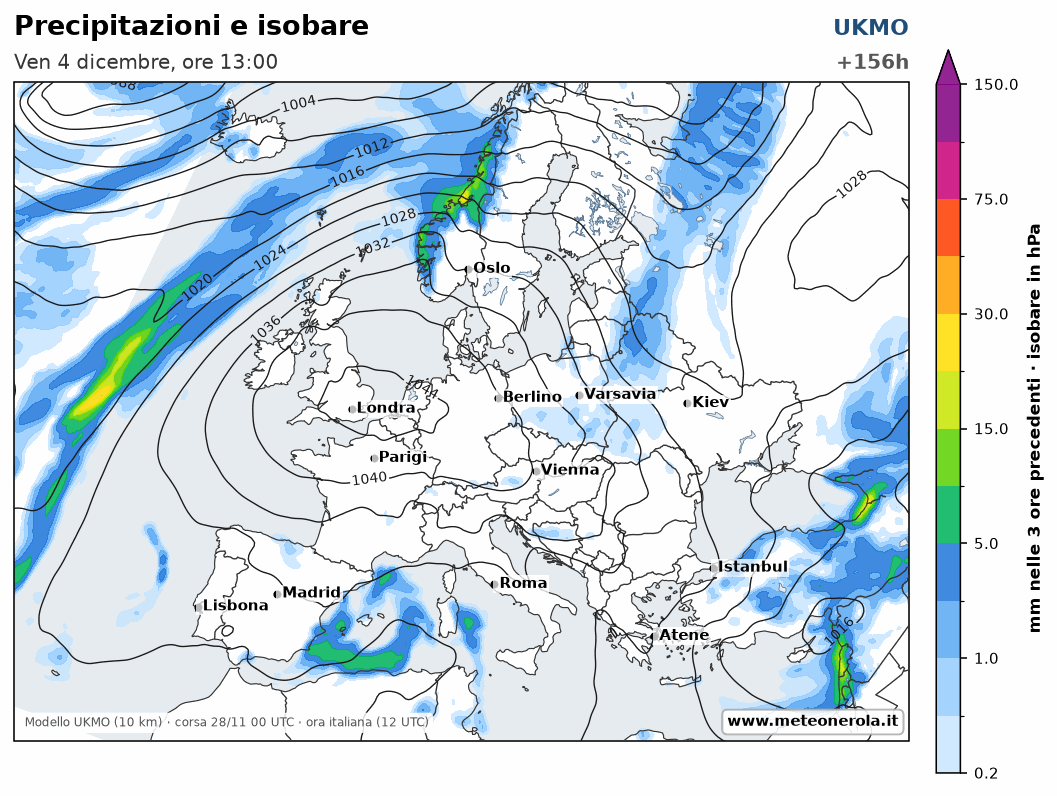 Precipitazioni e isobare
UKMO
Ven 4 dicembre, ore 13:00
+156h
1004
1012
1016
1028
1032
1024
1020
1036
1028
Oslo
Berlino
Varsavia
Kiev
Londra
Parigi
1040
Vienna
Madrid
Lisbona
Roma
Istanbul
Atene
1016
Modello UKMO (10 km) · corsa 28/11 00 UTC · ora italiana (12 UTC)
www.meteonerola.it
150.0
75.0
30.0
15.0
5.0
1.0
0.2
mm nelle 3 ore precedenti · isobare in hPa